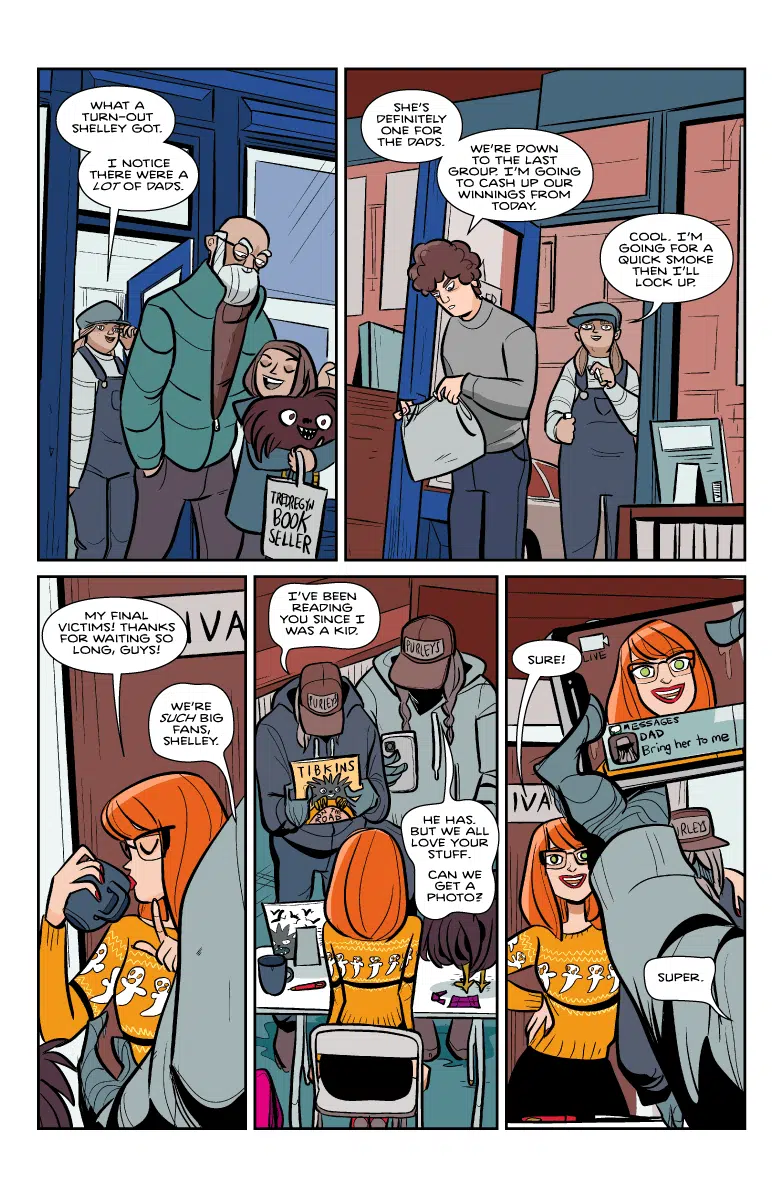 WHAT A
TURN-OUT
SHELLEY GOT.
I NOTICE
THERE WERE A
LOT OF DADS.
TREDREGYN
BOOK
SELLER
SHE'S
DEFINITELY
ONE FOR
THE DADS.
WE'RE DOWN
TO THE LAST
GROUP. I'M GOING
TO CASH UP OUR
WINNINGS FROM
TODAY.
COOL. I'M
GOING FOR A
QUICK SMOKE
THEN I'LL
LOCK UP.
MY FINAL
VICTIMS! THANKS
FOR WAITING SO
LONG, GUYS!
IVA
WE'RE
SUCH BIG
FANS,
SHELLEY.
I'VE BEEN
READING
YOU SINCE I
WAS A KID.
PURLEYS
PURLEYS
TIBKINS
HE HAS.
BUT WE ALL
LOVE YOUR
STUFF.
CAN WE
GET A
PHOTO?
SURE!
LIVE
MESSAGES
DAD
Bring her to me
IVA
URLEYS
SUPER.